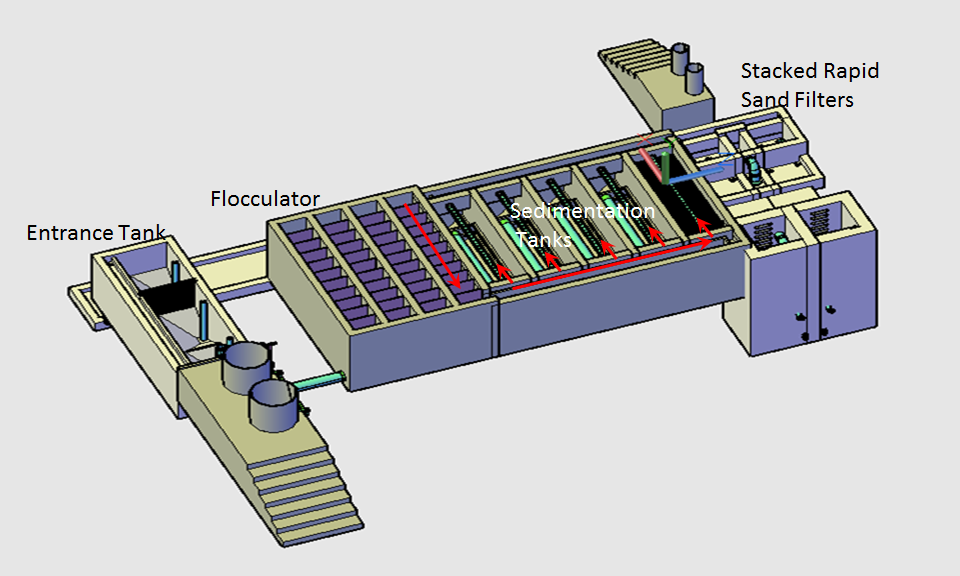 Stacked Rapid
Sand Filters
Flocculator
Sedimentation
Tanks
Entrance Tank